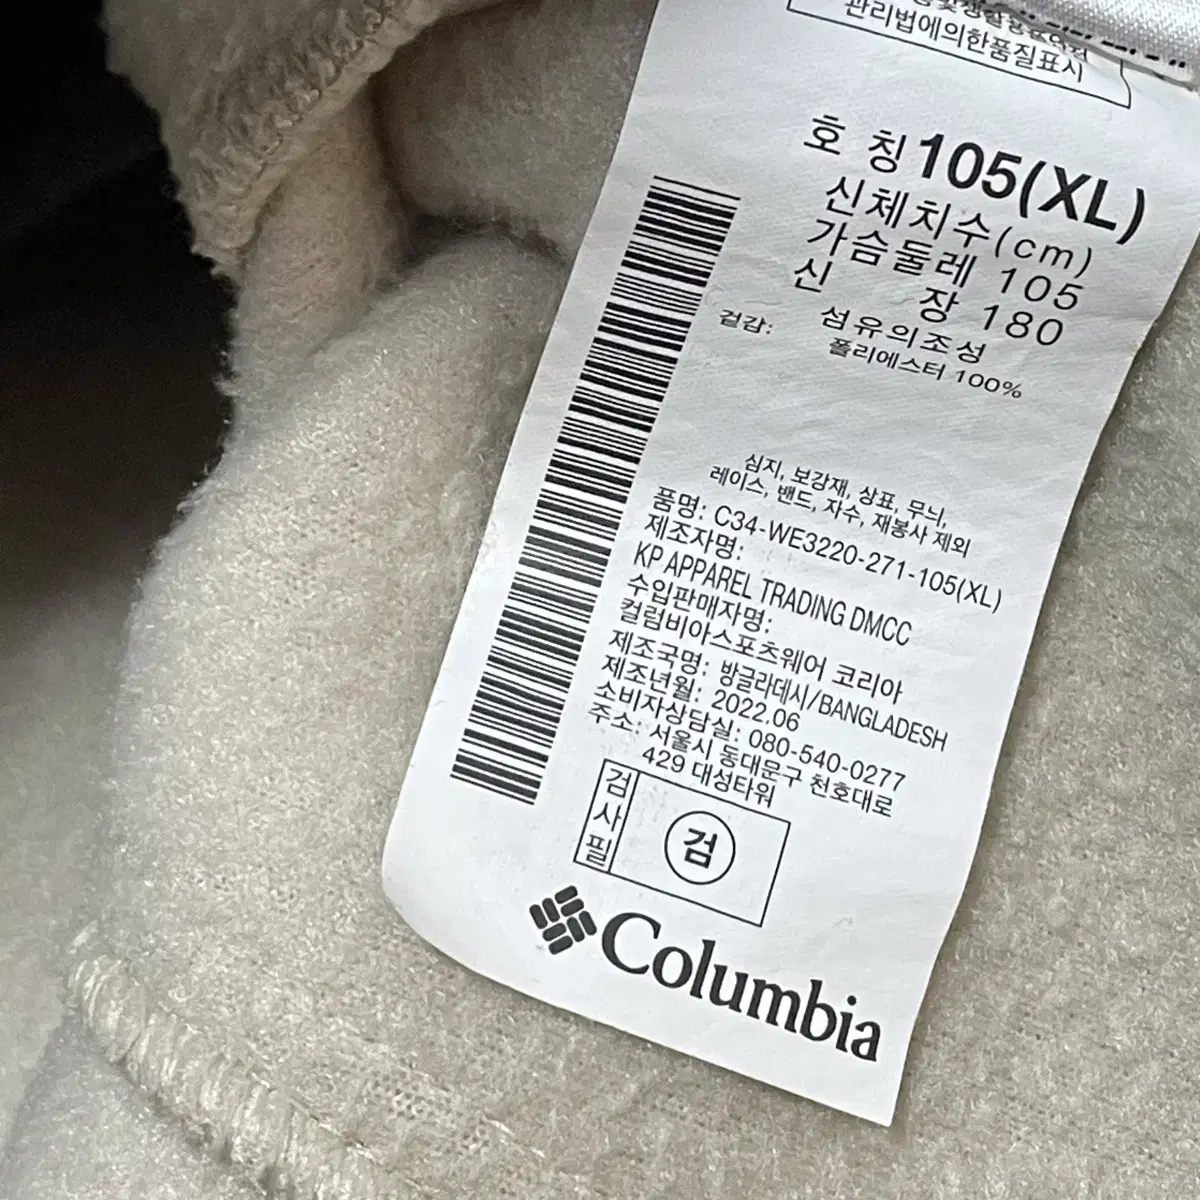 관리법에의한품질표시
호 칭 105(XL)
신체치수(cm)
가슴둘레 105
신 장 180
섬유의조성
겉감: 폴리에스터 100%
심지, 보강재, 상표, 무늬,
레이스, 밴드, 자수, 재봉사 제외
품명: C34-WE3220-271-105(XL)
제조자명:
KP APPAREL TRADING DMCC
수입판매자명:
컬럼비아스포츠웨어 코리아
제조국명: 방글라데시/BANGLADESH
제조년월: 2022.06
소비자상담실: 080-540-0277
주소: 서울시 동대문구 천호대로
429 대성타워
검사필
검
Columbia